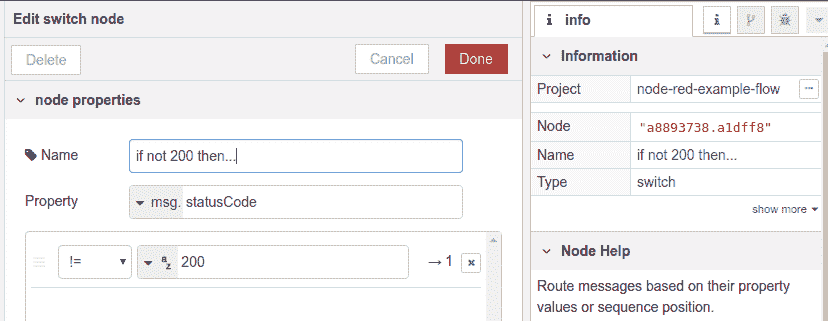 Edit switch node
Delete
Cancel
Done
node properties
Name
if not 200 then...
Property
msg. statusCode
!=
az 200
→ 1
x
i info
i
Information
Project
node-red-example-flow
...
Node
"a8893738.a1dff8"
Name
if not 200 then...
Type
switch
show more
Node Help
Route messages based on their property
values or sequence position.